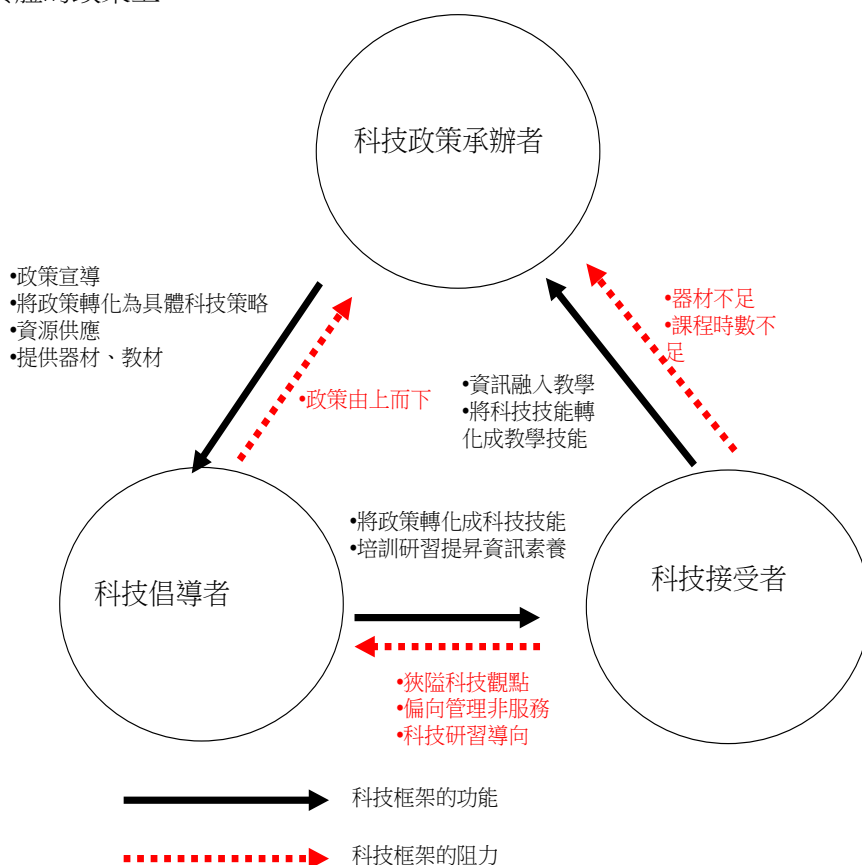 科技政策承辦者
•政策宣導
•將政策轉化為具體科技策略
•資源供應
•提供器材、教材
•政策由上而下
•器材不足
•課程時數不
足
•資訊融入教學
•將科技技能轉
化成教學技能
科技倡導者
•將政策轉化成科技技能
•培訓研習提昇資訊素養
科技接受者
•狹隘科技觀點
•偏向管理非服務
•科技研習導向
科技框架的功能
科技框架的阻力